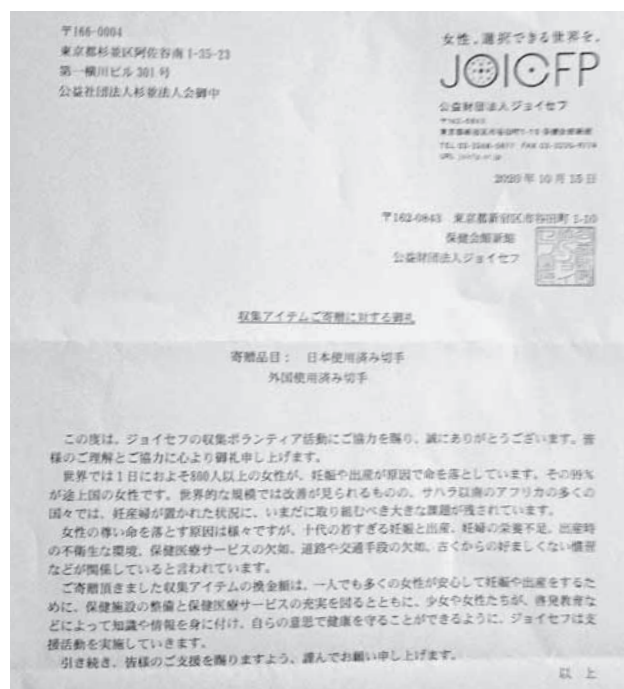 〒166-0004
東京都杉並区阿佐谷南1-35-23
第一横川ビル301号
公益社団法人杉並法人会御中
女性、選択できる世界を。
JOICFP
公益財団法人ジョイセフ
〒162-0843
東京都新宿区市谷田町1-10 保健会館新館
2020年10月15日
〒162-0843 東京都新宿区市谷田町1-10
保健会館新館
公益財団法人ジョイセフ
収集アイテムご寄贈に対する御礼
寄贈品目: 日本使用済み切手
外国使用済み切手
この度は、ジョイセフの収集ボランティア活動にご協力を賜り、誠にありがとうございます。皆
様のご理解とご協力に心より御礼申し上げます。
世界では1日におよそ800人以上の女性が、妊娠や出産が原因で命を落としています。その99%
が途上国の女性です。世界的な規模では改善が見られるものの、サハラ以南のアフリカの多くの
国々では、妊産婦が置かれた状況に、いまだに取り組むべき大きな課題が残されています。
女性の尊い命を落とす原因は様々ですが、十代の若すぎる妊娠と出産、妊婦の栄養不足、出産時
の不衛生な環境、保健医療サービスの欠如、道路や交通手段の欠如、古くからの好ましくない慣習
などが関係していると言われています。
ご寄贈頂きました収集アイテムの換金額は、一人でも多くの女性が安心して妊娠や出産をするた
めに、保健施設の整備と保健医療サービスの充実を図るとともに、少女や女性たちが、啓発教育な
どによって知識や情報を身に付け、自らの意思で健康を守ることができるように、ジョイセフは支
援活動を実施していきます。
引き続き、皆様のご支援を賜りますよう、謹んでお願い申し上げます。
以上